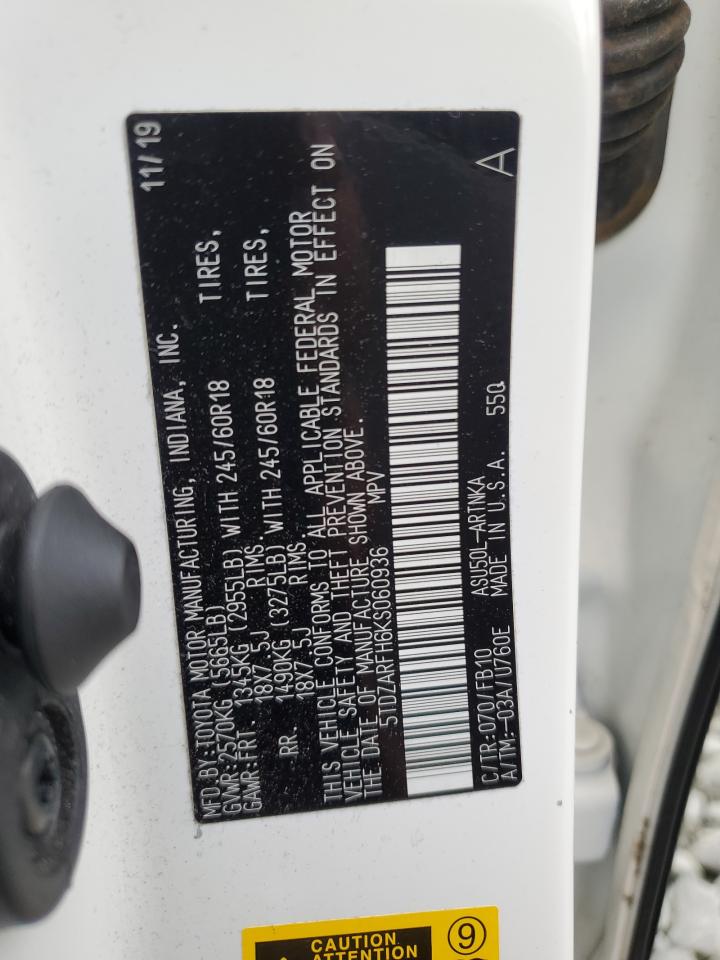 MFD BY: TOYOTA MOTOR MANUFACTURING, INDIANA, INC. 11/19
GVWR 2570KG (5665LB)
GAWR FRT. 1345KG (2955LB) WITH 245/60R18 TIRES,
18X7.5J RIMS.
RR. 1490KG (3275LB) WITH 245/60R18 TIRES,
18X7.5J RIMS.
THIS VEHICLE CONFORMS TO ALL APPLICABLE FEDERAL MOTOR
VEHICLE SAFETY AND THEFT PREVENTION STANDARDS IN EFFECT ON
THE DATE OF MANUFACTURE SHOWN ABOVE.
5TDZARFH6KS060936 MPV
C/TR:070/FB10 ASU50L-ARTNKA
A/TM:-03A/U760E MADE IN U.S.A. 550 A
CAUTION
ATTENTION
9